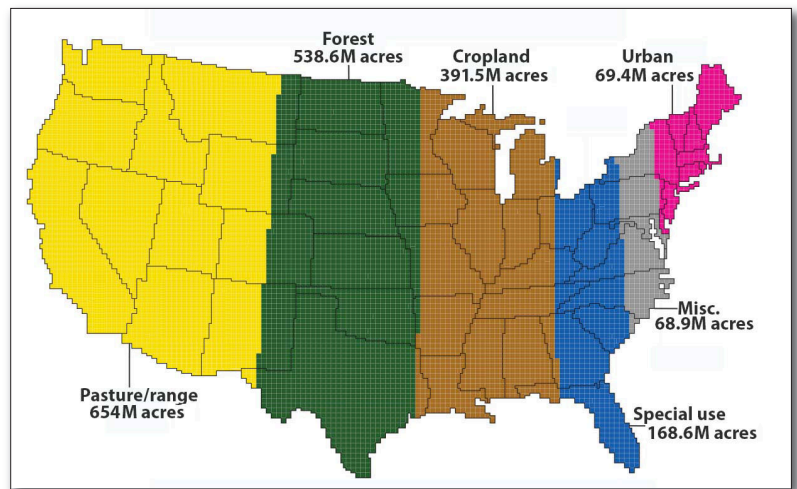 Forest
538.6M acres
Cropland
391.5M acres
Urban
69.4M acres
Misc.
68.9M acres
Pasture/range
654M acres
Special use
168.6M acres